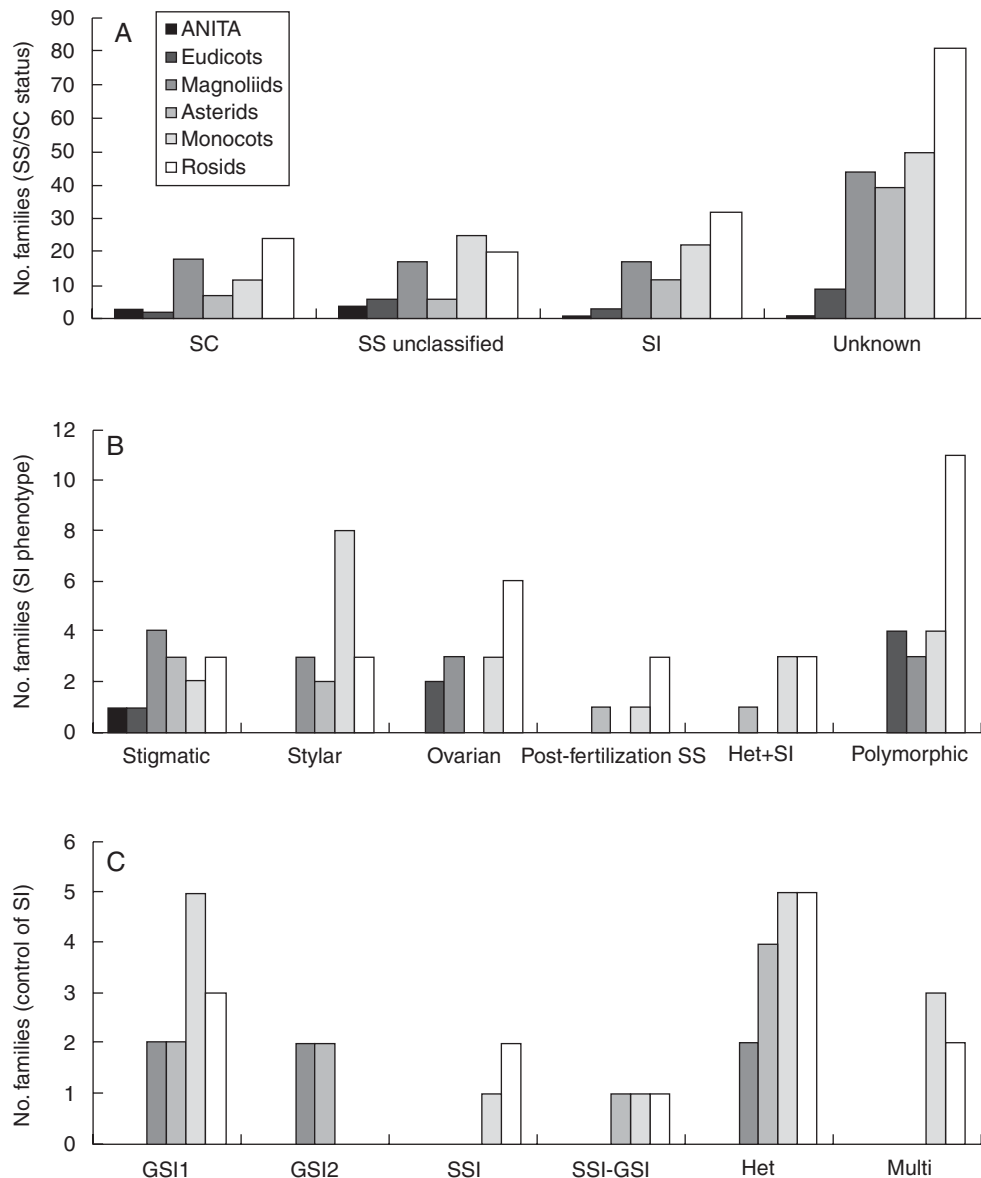 A
ANITA
Eudicots
Magnoliids
Asterids
Monocots
Rosids
No. families (SS/SC status)
90
80
70
60
50
40
30
20
10
0
SC SS unclassified SI Unknown
B
No. families (SI phenotype)
12
10
8
6
4
2
0
Stigmatic Stylar Ovarian Post-fertilization SS Het+SI Polymorphic
C
No. families (control of SI)
6
5
4
3
2
1
0
GSI1 GSI2 SSI SSI-GSI Het Multi